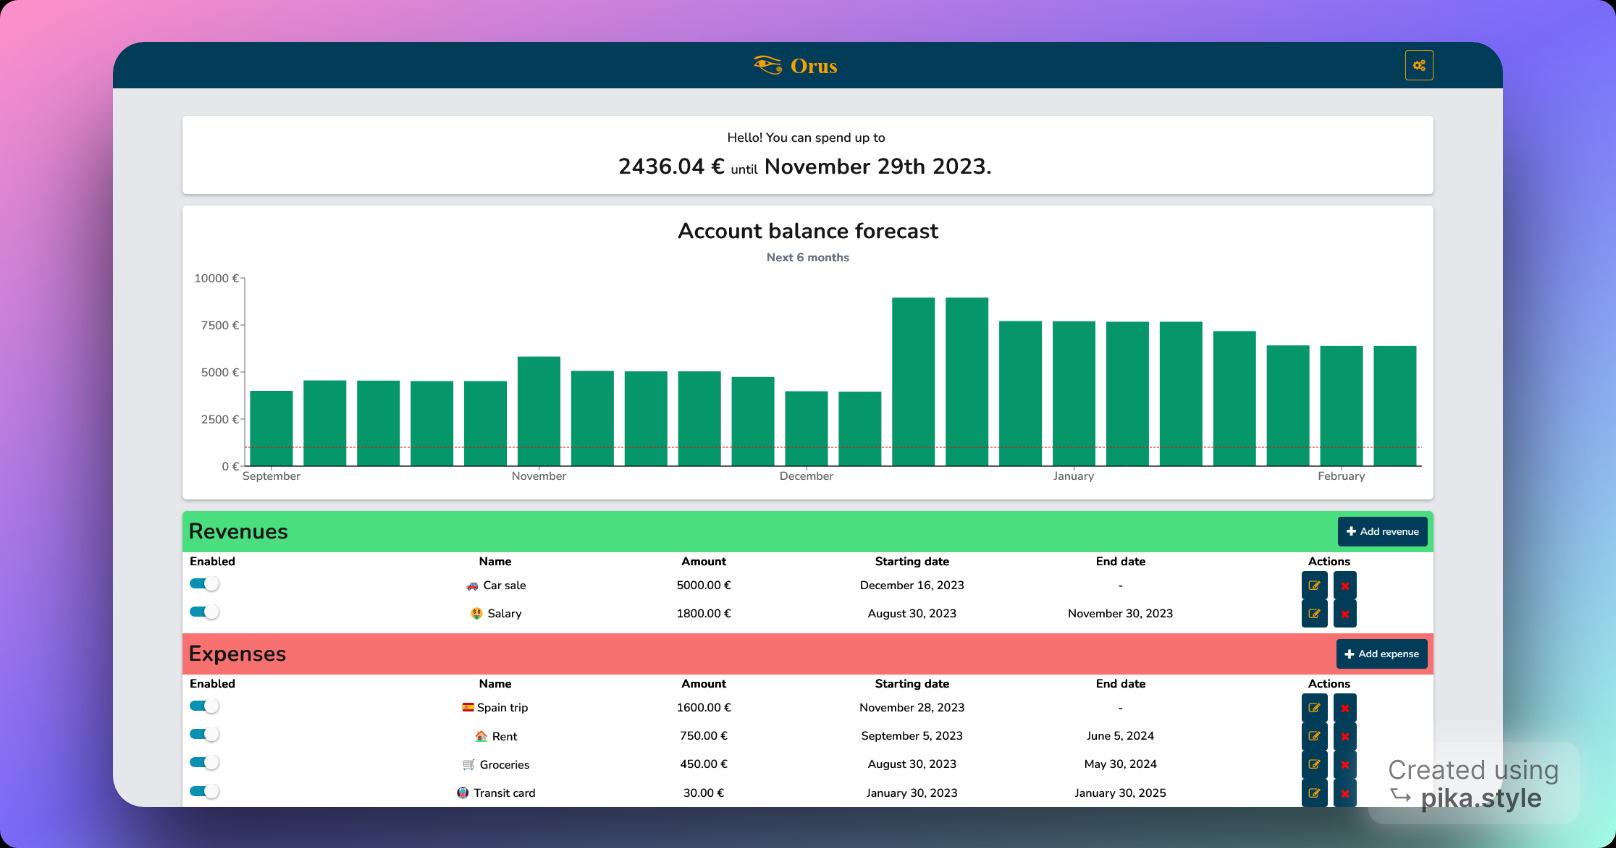 Orus
Hello! You can spend up to
2436.04 € until November 29th 2023.
Account balance forecast
Next 6 months
10000 €
7500 €
5000 €
2500 €
0 €
September November December January February
Revenues Add revenue
Enabled Name Amount Starting date End date Actions
Car sale 5000.00 € December 16, 2023 -
Salary 1800.00 € August 30, 2023 November 30, 2023
Expenses Add expense
Enabled Name Amount Starting date End date Actions
Spain trip 1600.00 € November 28, 2023 -
Rent 750.00 € September 5, 2023 June 5, 2024
Groceries 450.00 € August 30, 2023 May 30, 2024
Transit card 30.00 € January 30, 2023 January 30, 2025
Created using
pika.style